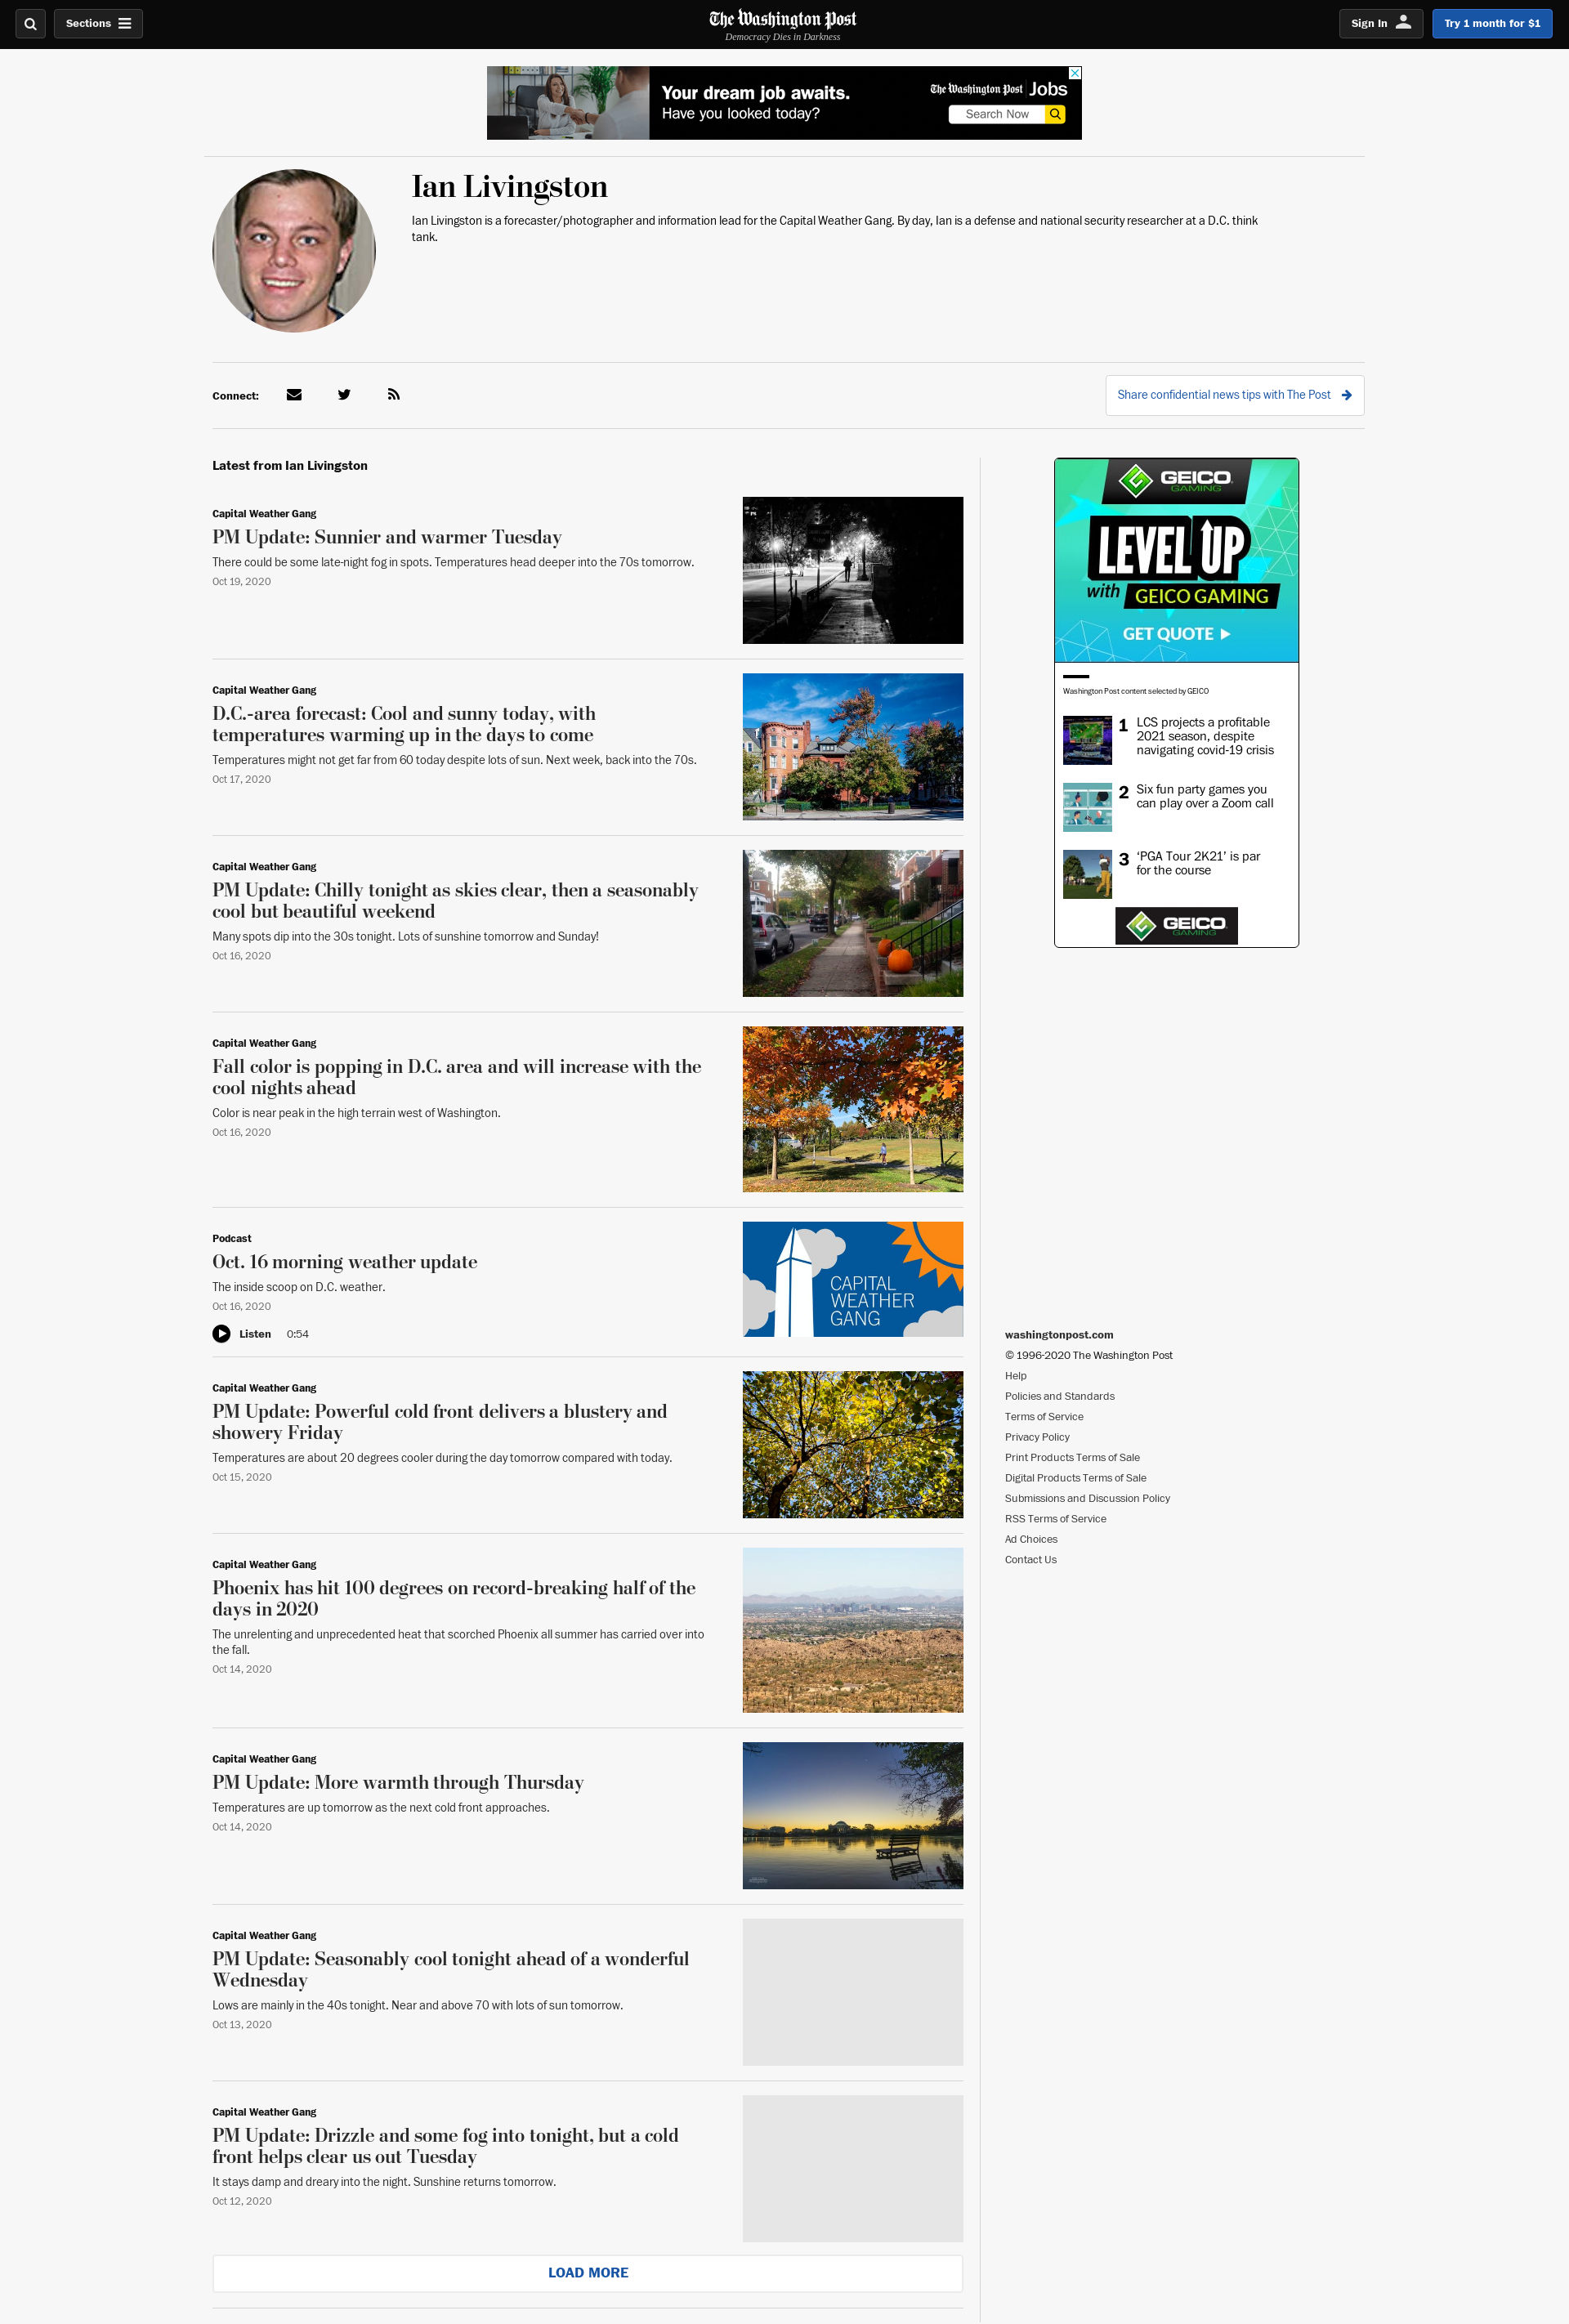 Sections
The Washington Post
Democracy Dies in Darkness
Sign In
Try 1 month for $1
Your dream job awaits.
Have you looked today?
The Washington Post Jobs
Search Now
Ian Livingston
Ian Livingston is a forecaster/photographer and information lead for the Capital Weather Gang. By day, Ian is a defense and national security researcher at a D.C. think
tank.
Connect:
Share confidential news tips with The Post
Latest from Ian Livingston
Capital Weather Gang
PM Update: Sunnier and warmer Tuesday
There could be some late-night fog in spots. Temperatures head deeper into the 70s tomorrow.
Oct 19, 2020
Capital Weather Gang
D.C.-area forecast: Cool and sunny today, with
temperatures warming up in the days to come
Temperatures might not get far from 60 today despite lots of sun. Next week, back into the 70s.
Oct 17, 2020
Capital Weather Gang
PM Update: Chilly tonight as skies clear, then a seasonably
cool but beautiful weekend
Many spots dip into the 30s tonight. Lots of sunshine tomorrow and Sunday!
Oct 16, 2020
Capital Weather Gang
Fall color is popping in D.C. area and will increase with the
cool nights ahead
Color is near peak in the high terrain west of Washington.
Oct 16, 2020
Podcast
Oct. 16 morning weather update
The inside scoop on D.C. weather.
Oct 16, 2020
Listen 0:54
CAPITAL
WEATHER
GANG
Capital Weather Gang
PM Update: Powerful cold front delivers a blustery and
showery Friday
Temperatures are about 20 degrees cooler during the day tomorrow compared with today.
Oct 15, 2020
Capital Weather Gang
Phoenix has hit 100 degrees on record-breaking half of the
days in 2020
The unrelenting and unprecedented heat that scorched Phoenix all summer has carried over into
the fall.
Oct 14, 2020
Capital Weather Gang
PM Update: More warmth through Thursday
Temperatures are up tomorrow as the next cold front approaches.
Oct 14, 2020
Capital Weather Gang
PM Update: Seasonably cool tonight ahead of a wonderful
Wednesday
Lows are mainly in the 40s tonight. Near and above 70 with lots of sun tomorrow.
Oct 13, 2020
Capital Weather Gang
PM Update: Drizzle and some fog into tonight, but a cold
front helps clear us out Tuesday
It stays damp and dreary into the night. Sunshine returns tomorrow.
Oct 12, 2020
LOAD MORE
GEICO
GAMING
LEVEL UP
with GEICO GAMING
GET QUOTE
Washington Post content selected by GEICO
1 LCS projects a profitable
2021 season, despite
navigating covid-19 crisis
2 Six fun party games you
can play over a Zoom call
3 ‘PGA Tour 2K21’ is par
for the course
GEICO
GAMING
washingtonpost.com
© 1996-2020 The Washington Post
Help
Policies and Standards
Terms of Service
Privacy Policy
Print Products Terms of Sale
Digital Products Terms of Sale
Submissions and Discussion Policy
RSS Terms of Service
Ad Choices
Contact Us